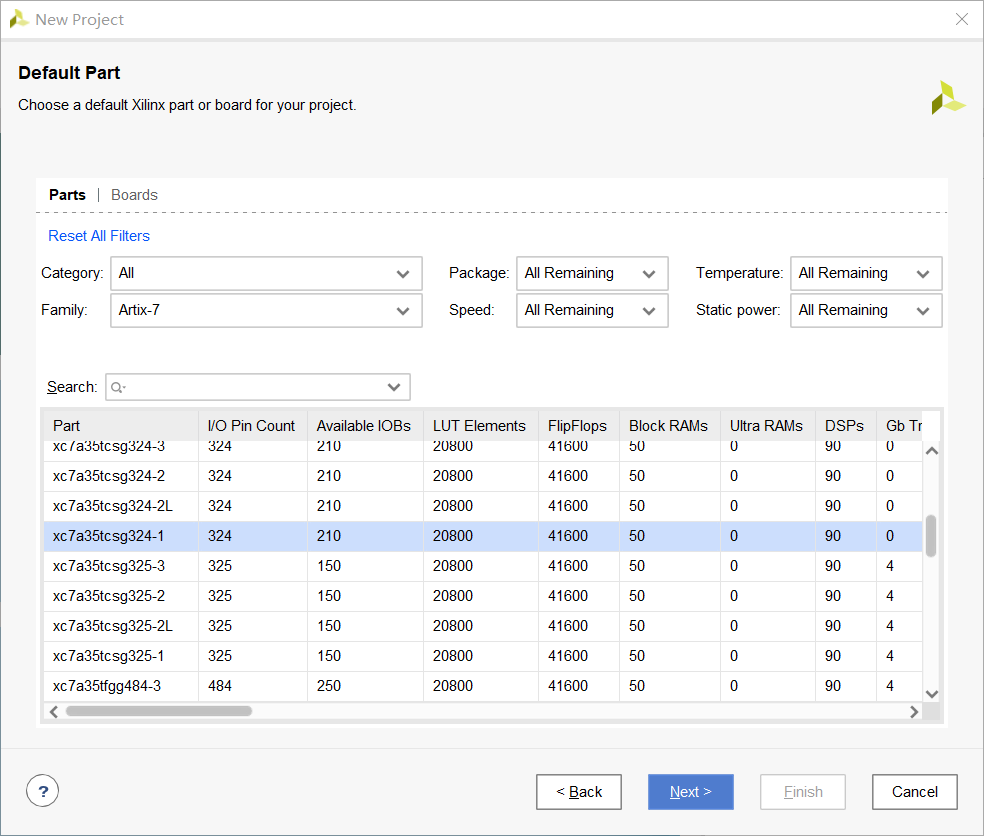 New Project
Default Part
Choose a default Xilinx part or board for your project.
Parts | Boards
Reset All Filters
Category: All Package: All Remaining Temperature: All Remaining
Family: Artix-7 Speed: All Remaining Static power: All Remaining
Search:
Part I/O Pin Count Available IOBs LUT Elements FlipFlops Block RAMs Ultra RAMs DSPs Gb Tr
xc7a35tcsg324-3 324 210 20800 41600 50 0 90 0
xc7a35tcsg324-2 324 210 20800 41600 50 0 90 0
xc7a35tcsg324-2L 324 210 20800 41600 50 0 90 0
xc7a35tcsg324-1 324 210 20800 41600 50 0 90 0
xc7a35tcsg325-3 325 150 20800 41600 50 0 90 4
xc7a35tcsg325-2 325 150 20800 41600 50 0 90 4
xc7a35tcsg325-2L 325 150 20800 41600 50 0 90 4
xc7a35tcsg325-1 325 150 20800 41600 50 0 90 4
xc7a35tfgg484-3 484 250 20800 41600 50 0 90 4
? < Back Next > Finish Cancel